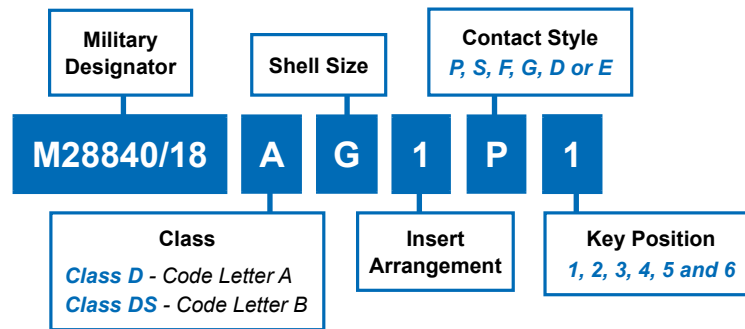 Military
Designator
Shell Size
Contact Style
P, S, F, G, D or E
M28840/18 A G 1 P 1
Class
Class D - Code Letter A
Class DS - Code Letter B
Insert
Arrangement
Key Position
1, 2, 3, 4, 5 and 6